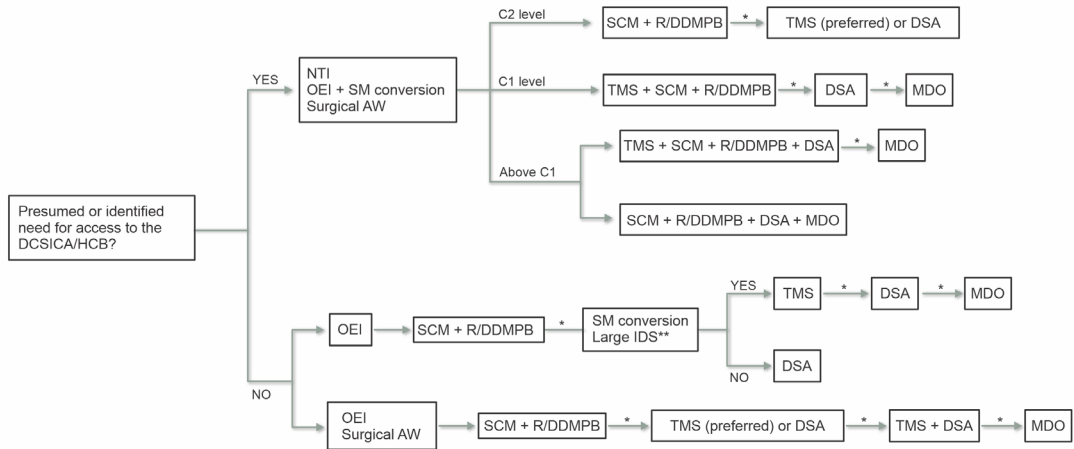 Presumed or identified
need for access to the
DCSICA/HCB?
YES
NTI
OEI + SM conversion
Surgical AW
C2 level
SCM + R/DDMPB
*
TMS (preferred) or DSA
C1 level
TMS + SCM + R/DDMPB
*
DSA
*
MDO
Above C1
TMS + SCM + R/DDMPB + DSA
*
MDO
SCM + R/DDMPB + DSA + MDO
NO
OEI
SCM + R/DDMPB
*
SM conversion
Large IDS**
YES
TMS
*
DSA
*
MDO
NO
DSA
OEI
Surgical AW
SCM + R/DDMPB
*
TMS (preferred) or DSA
*
TMS + DSA
*
MDO